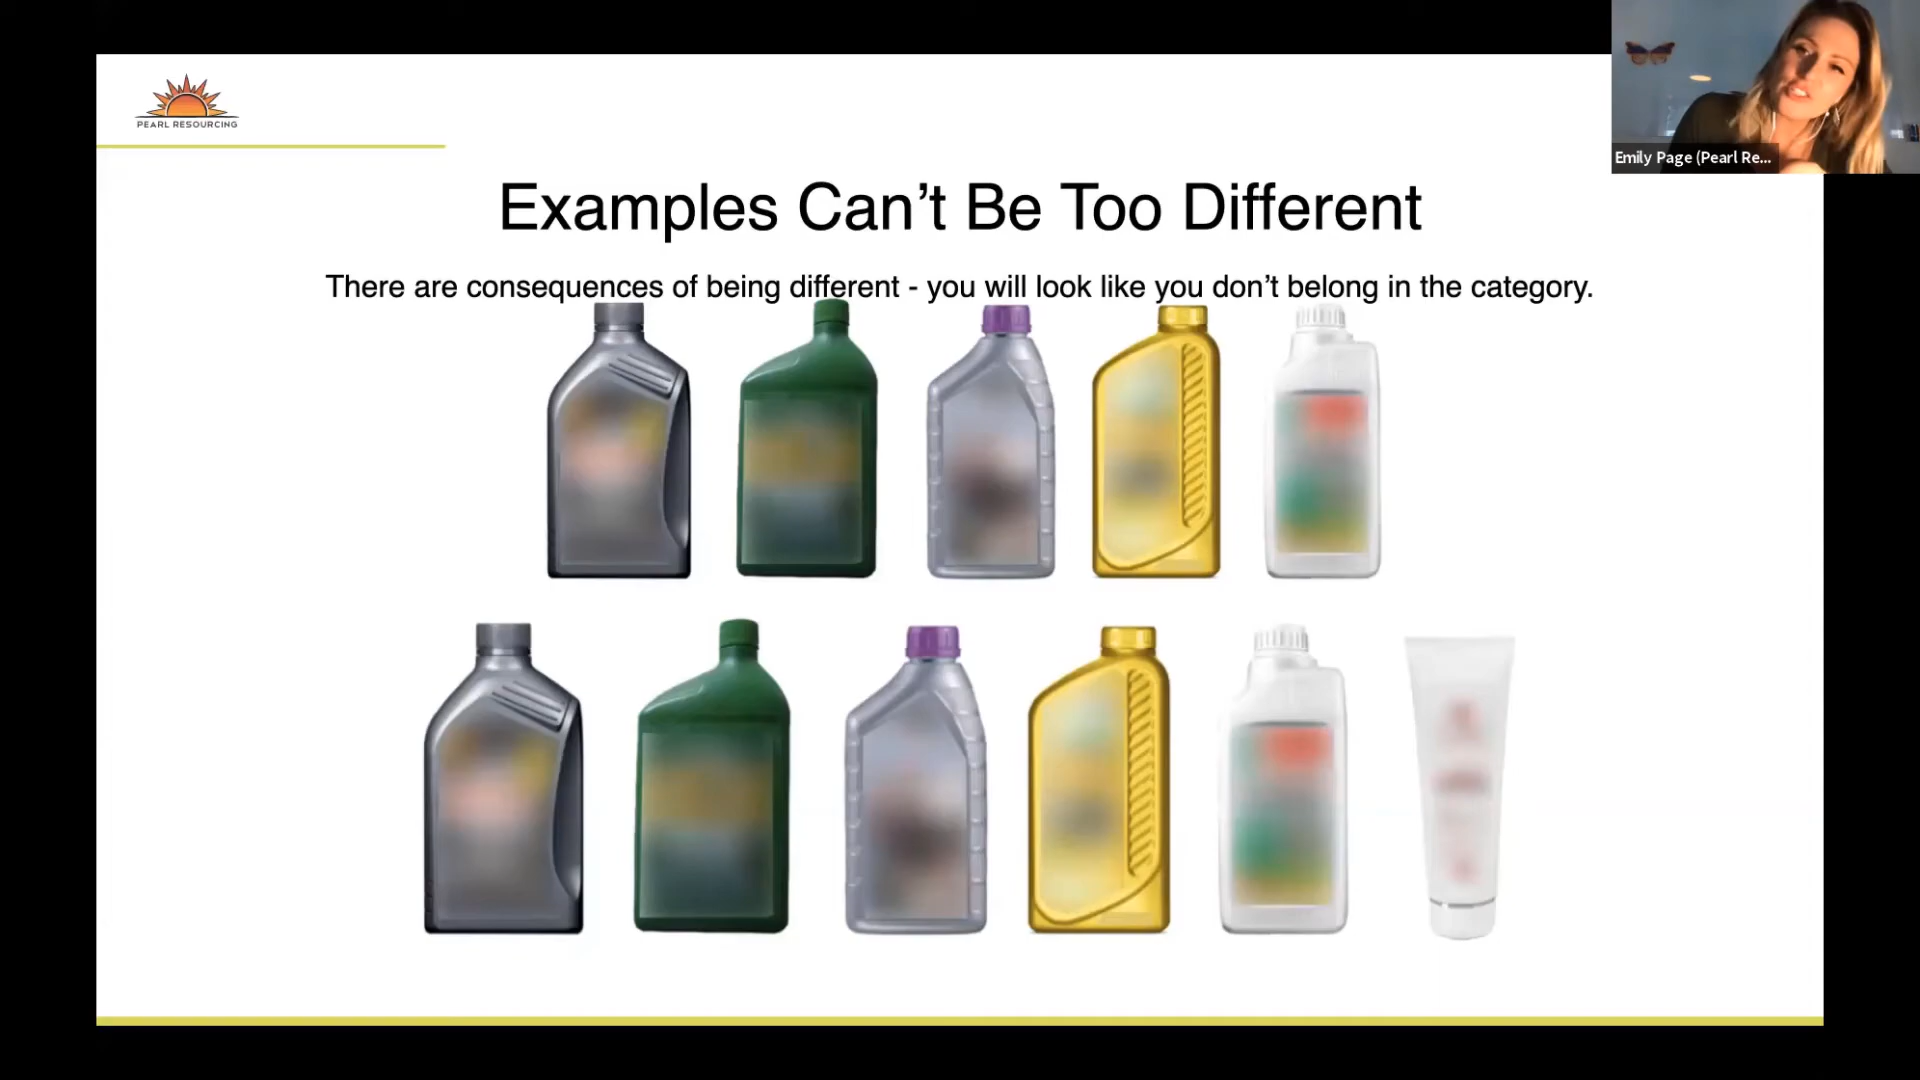 Emily Page (Pearl Re...
PEARL RESOURCING
Examples Can’t Be Too Different
There are consequences of being different - you will look like you don’t belong in the category.